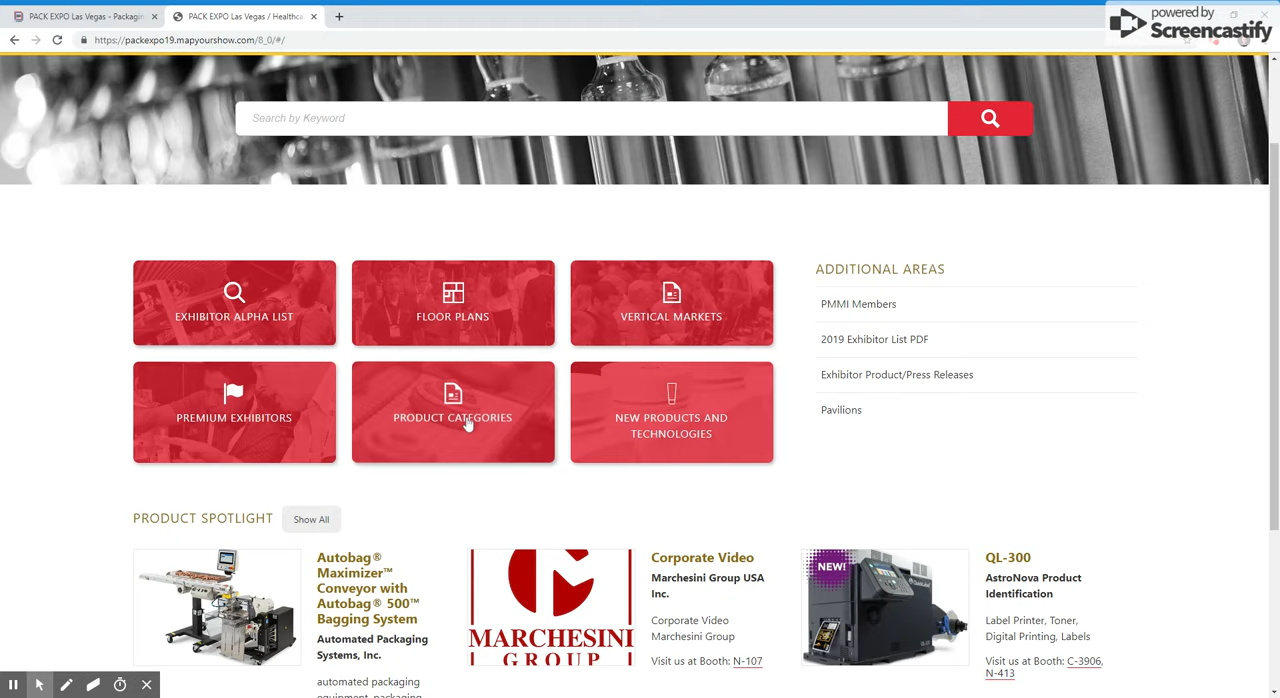 PACK EXPO Las Vegas - Packagin
PACK EXPO Las Vegas / Healthca
powered by
Screencastify
https://packexpo19.mapyourshow.com/8_0/#/
Search by Keyword
EXHIBITOR ALPHA LIST
FLOOR PLANS
VERTICAL MARKETS
PREMIUM EXHIBITORS
PRODUCT CATEGORIES
NEW PRODUCTS AND
TECHNOLOGIES
ADDITIONAL AREAS
PMMI Members
2019 Exhibitor List PDF
Exhibitor Product/Press Releases
Pavilions
PRODUCT SPOTLIGHT
Show All
Autobag®
Maximizer™
Conveyor with
Autobag® 500™
Bagging System
Automated Packaging
Systems, Inc.
automated packaging
equipment, packaging
MARCHESINI
GROUP
Corporate Video
Marchesini Group USA
Inc.
Corporate Video
Marchesini Group
Visit us at Booth: N-107
NEW!
QL-300
AstroNova Product
Identification
Label Printer, Toner,
Digital Printing, Labels
Visit us at Booth: C-3906,
N-413